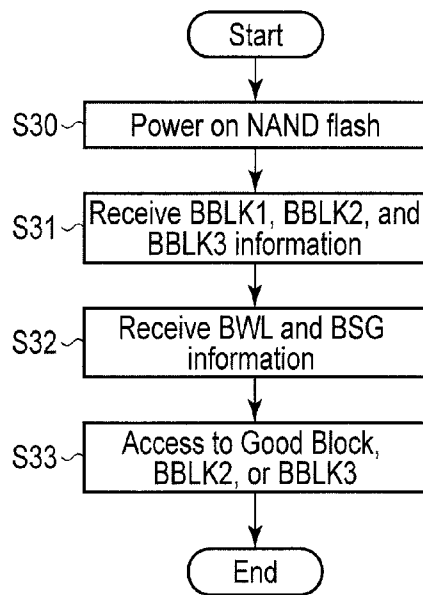 Start
S30 Power on NAND flash
S31 Receive BBLK1, BBLK2, and
BBLK3 information
S32 Receive BWL and BSG
information
S33 Access to Good Block,
BBLK2, or BBLK3
End